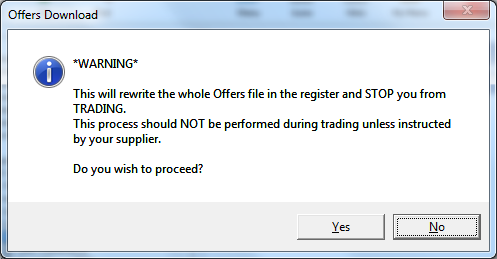 Offers Download
*WARNING*
This will rewrite the whole Offers file in the register and STOP you from
TRADING.
This process should NOT be performed during trading unless instructed
by your supplier.
Do you wish to proceed?
Yes
No